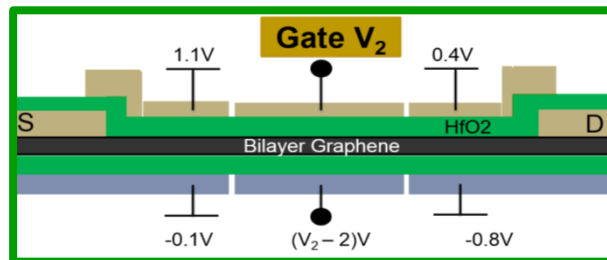 Gate V₂
1.1V
0.4V
S
HfO2
D
Bilayer Graphene
-0.1V
(V₂ – 2)V
-0.8V